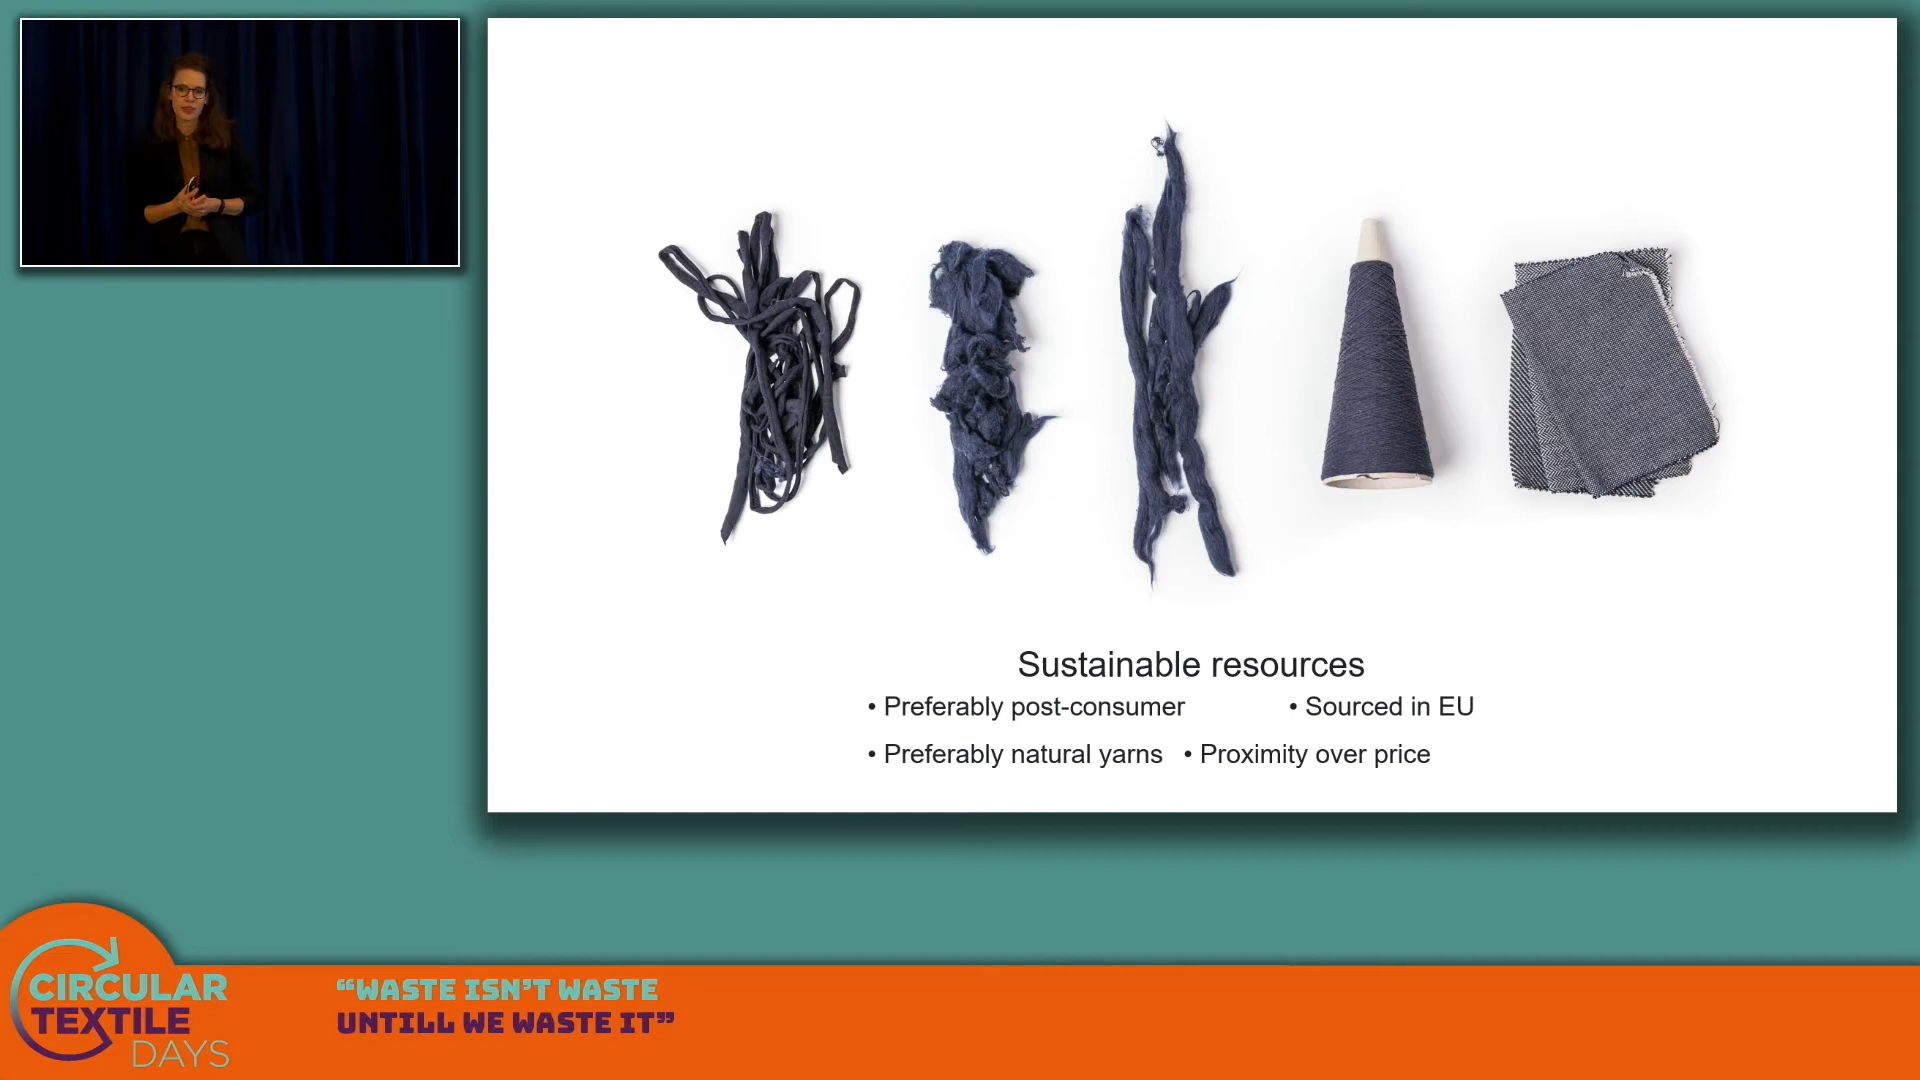 Sustainable resources
• Preferably post-consumer • Sourced in EU
• Preferably natural yarns • Proximity over price
CIRCULAR
TEXTILE
DAYS
“WASTE ISN’T WASTE
UNTILL WE WASTE IT”